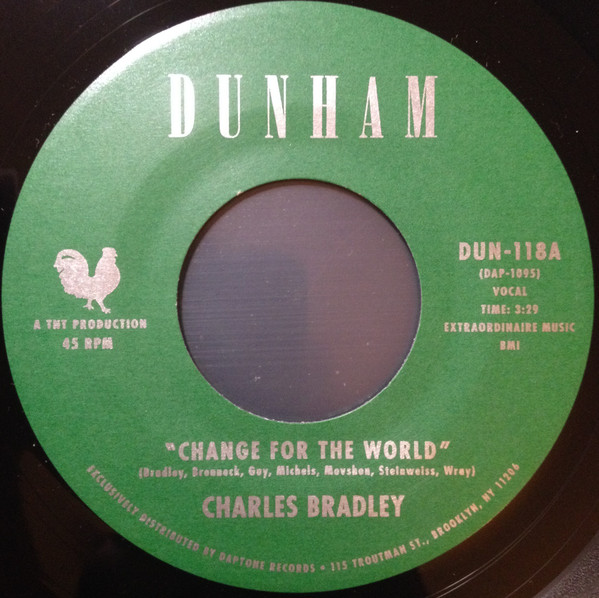 DUNHAM
A TNT PRODUCTION
45 RPM
DUN-118A
(DAP-1095)
VOCAL
TIME: 3:29
EXTRAORDINAIRE MUSIC
BMI
"CHANGE FOR THE WORLD"
(Bradley, Brenneck, Guy, Michels, Movshon, Steinweiss, Wray)
CHARLES BRADLEY
EXCLUSIVELY DISTRIBUTED BY DAPTONE RECORDS • 115 TROUTMAN ST., BROOKLYN, NY 11206